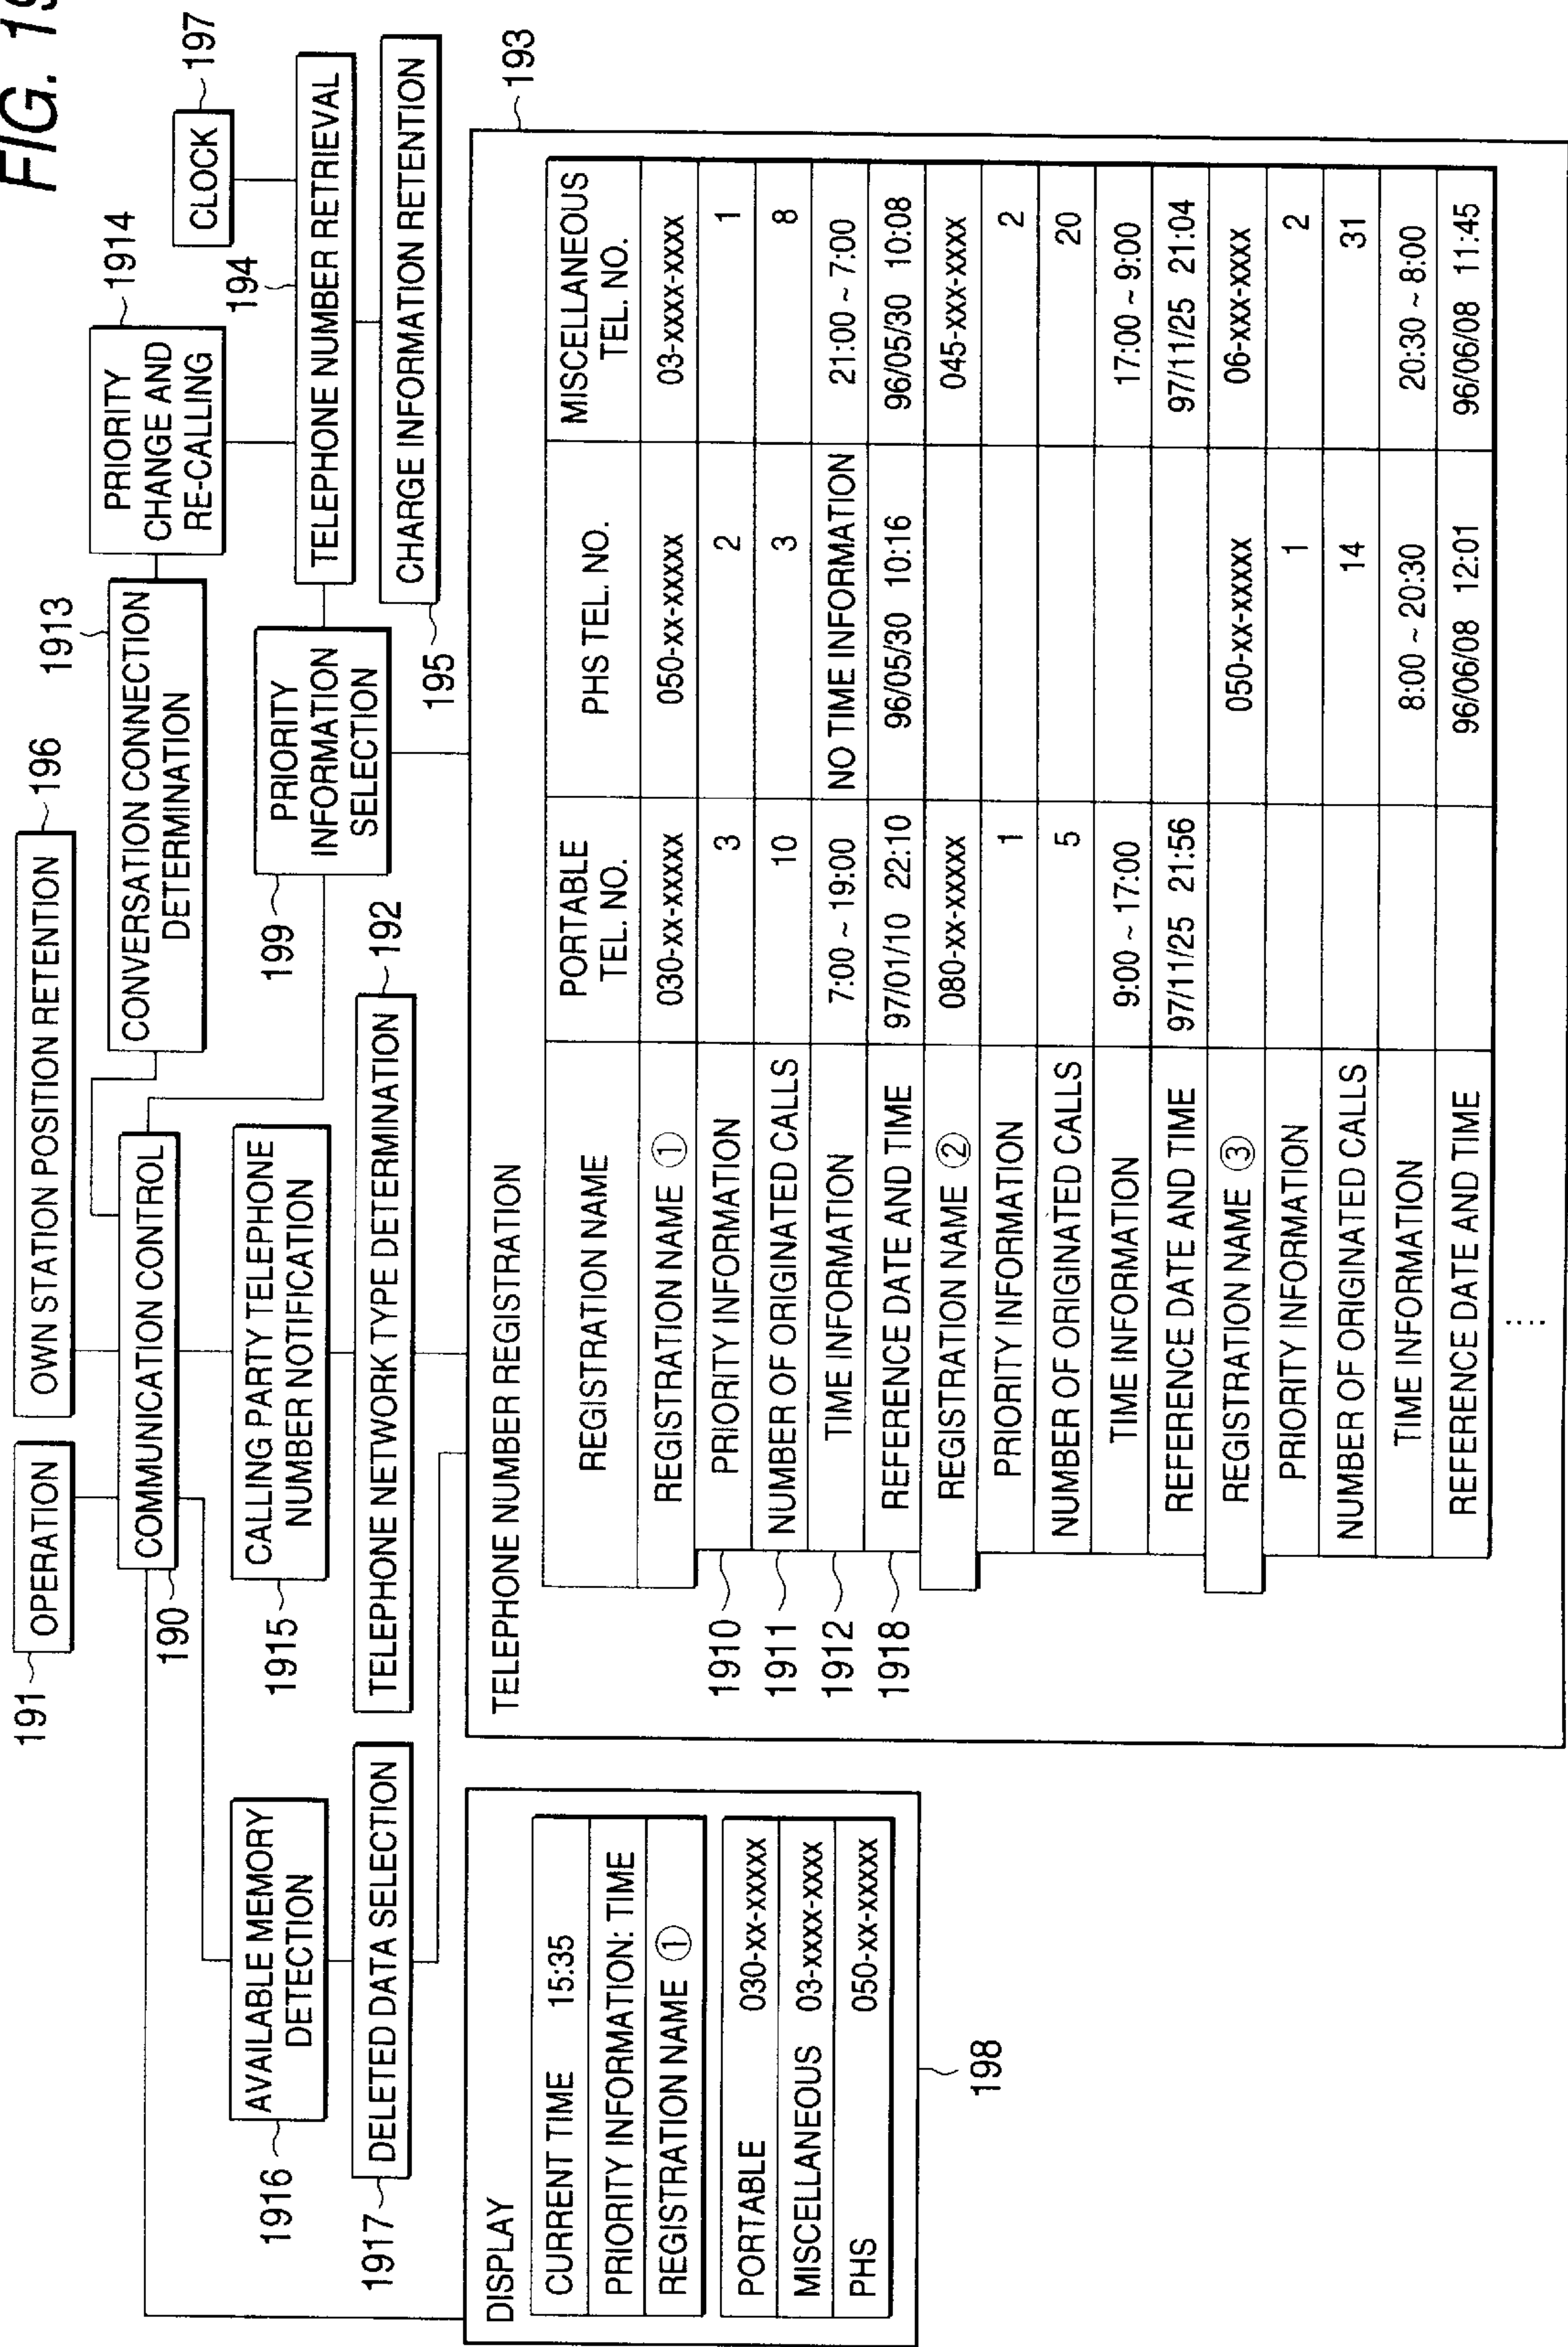 FIG. 19
191
OPERATION
OWN STATION POSITION RETENTION
196
190
COMMUNICATION CONTROL
CONVERSATION CONNECTION
DETERMINATION
1913
PRIORITY
CHANGE AND
RE-CALLING
1914
CLOCK
197
1916
AVAILABLE MEMORY
DETECTION
1915
CALLING PARTY TELEPHONE
NUMBER NOTIFICATION
199
PRIORITY
INFORMATION
SELECTION
194
TELEPHONE NUMBER RETRIEVAL
1917
DELETED DATA SELECTION
TELEPHONE NETWORK TYPE DETERMINATION
192
195
CHARGE INFORMATION RETENTION
DISPLAY
CURRENT TIME 15:35
PRIORITY INFORMATION: TIME
REGISTRATION NAME ①
PORTABLE 030-xx-xxxxx
MISCELLANEOUS 03-xxxx-xxxx
PHS 050-xx-xxxxx
198
TELEPHONE NUMBER REGISTRATION
193
REGISTRATION NAME PORTABLE TEL. NO. PHS TEL. NO. MISCELLANEOUS TEL. NO.
REGISTRATION NAME ① 030-xx-xxxxx 050-xx-xxxxx 03-xxxx-xxxx
1910 PRIORITY INFORMATION 3 2 1
1911 NUMBER OF ORIGINATED CALLS 10 3 8
1912 TIME INFORMATION 7:00 ~ 19:00 NO TIME INFORMATION 21:00 ~ 7:00
1918 REFERENCE DATE AND TIME 97/01/10 22:10 96/05/30 10:16 96/05/30 10:08
REGISTRATION NAME ② 080-xx-xxxxx 045-xxx-xxxx
PRIORITY INFORMATION 1 2
NUMBER OF ORIGINATED CALLS 5 20
TIME INFORMATION 9:00 ~ 17:00 17:00 ~ 9:00
REFERENCE DATE AND TIME 97/11/25 21:56 97/11/25 21:04
REGISTRATION NAME ③ 050-xx-xxxxx 06-xxx-xxxx
PRIORITY INFORMATION 1 2
NUMBER OF ORIGINATED CALLS 14 31
TIME INFORMATION 8:00 ~ 20:30 20:30 ~ 8:00
REFERENCE DATE AND TIME 96/06/08 12:01 96/06/08 11:45